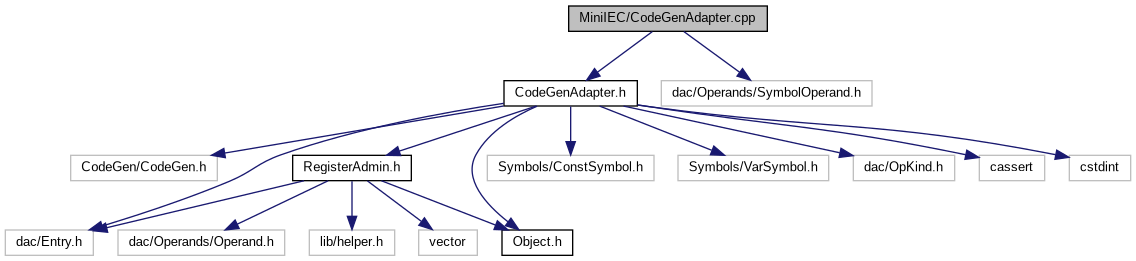 MiniIEC/CodeGenAdapter.cpp
CodeGenAdapter.h
dac/Operands/SymbolOperand.h
CodeGen/CodeGen.h
RegisterAdmin.h
Symbols/ConstSymbol.h
Symbols/VarSymbol.h
dac/OpKind.h
cassert
cstdint
dac/Entry.h
dac/Operands/Operand.h
lib/helper.h
vector
Object.h